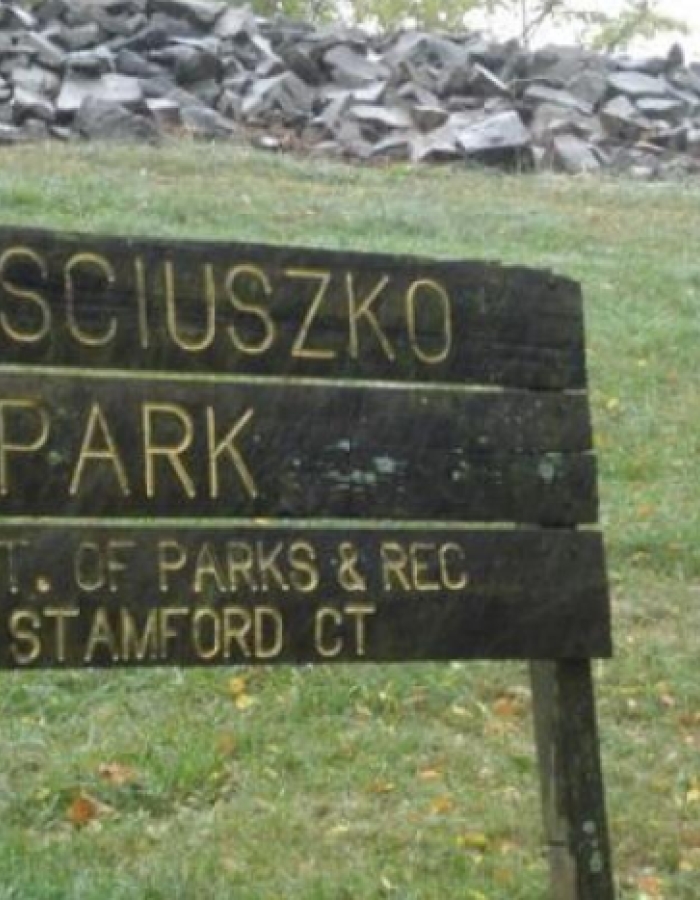 SCIUSZKO
PARK
T. OF PARKS & REC
STAMFORD CT